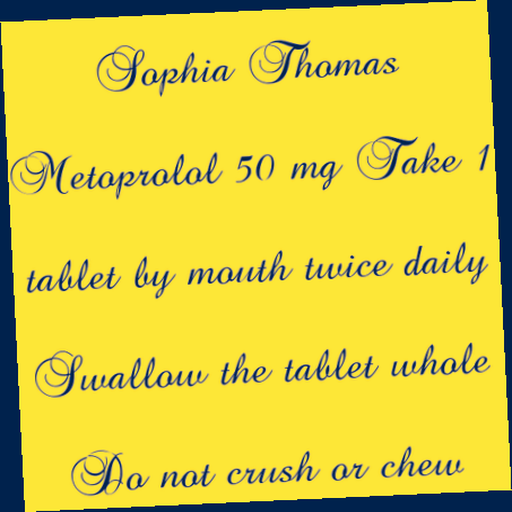 Sophia Thomas
Metoprolol 50 mg Take 1
tablet by mouth twice daily
Swallow the tablet whole
Do not crush or chew